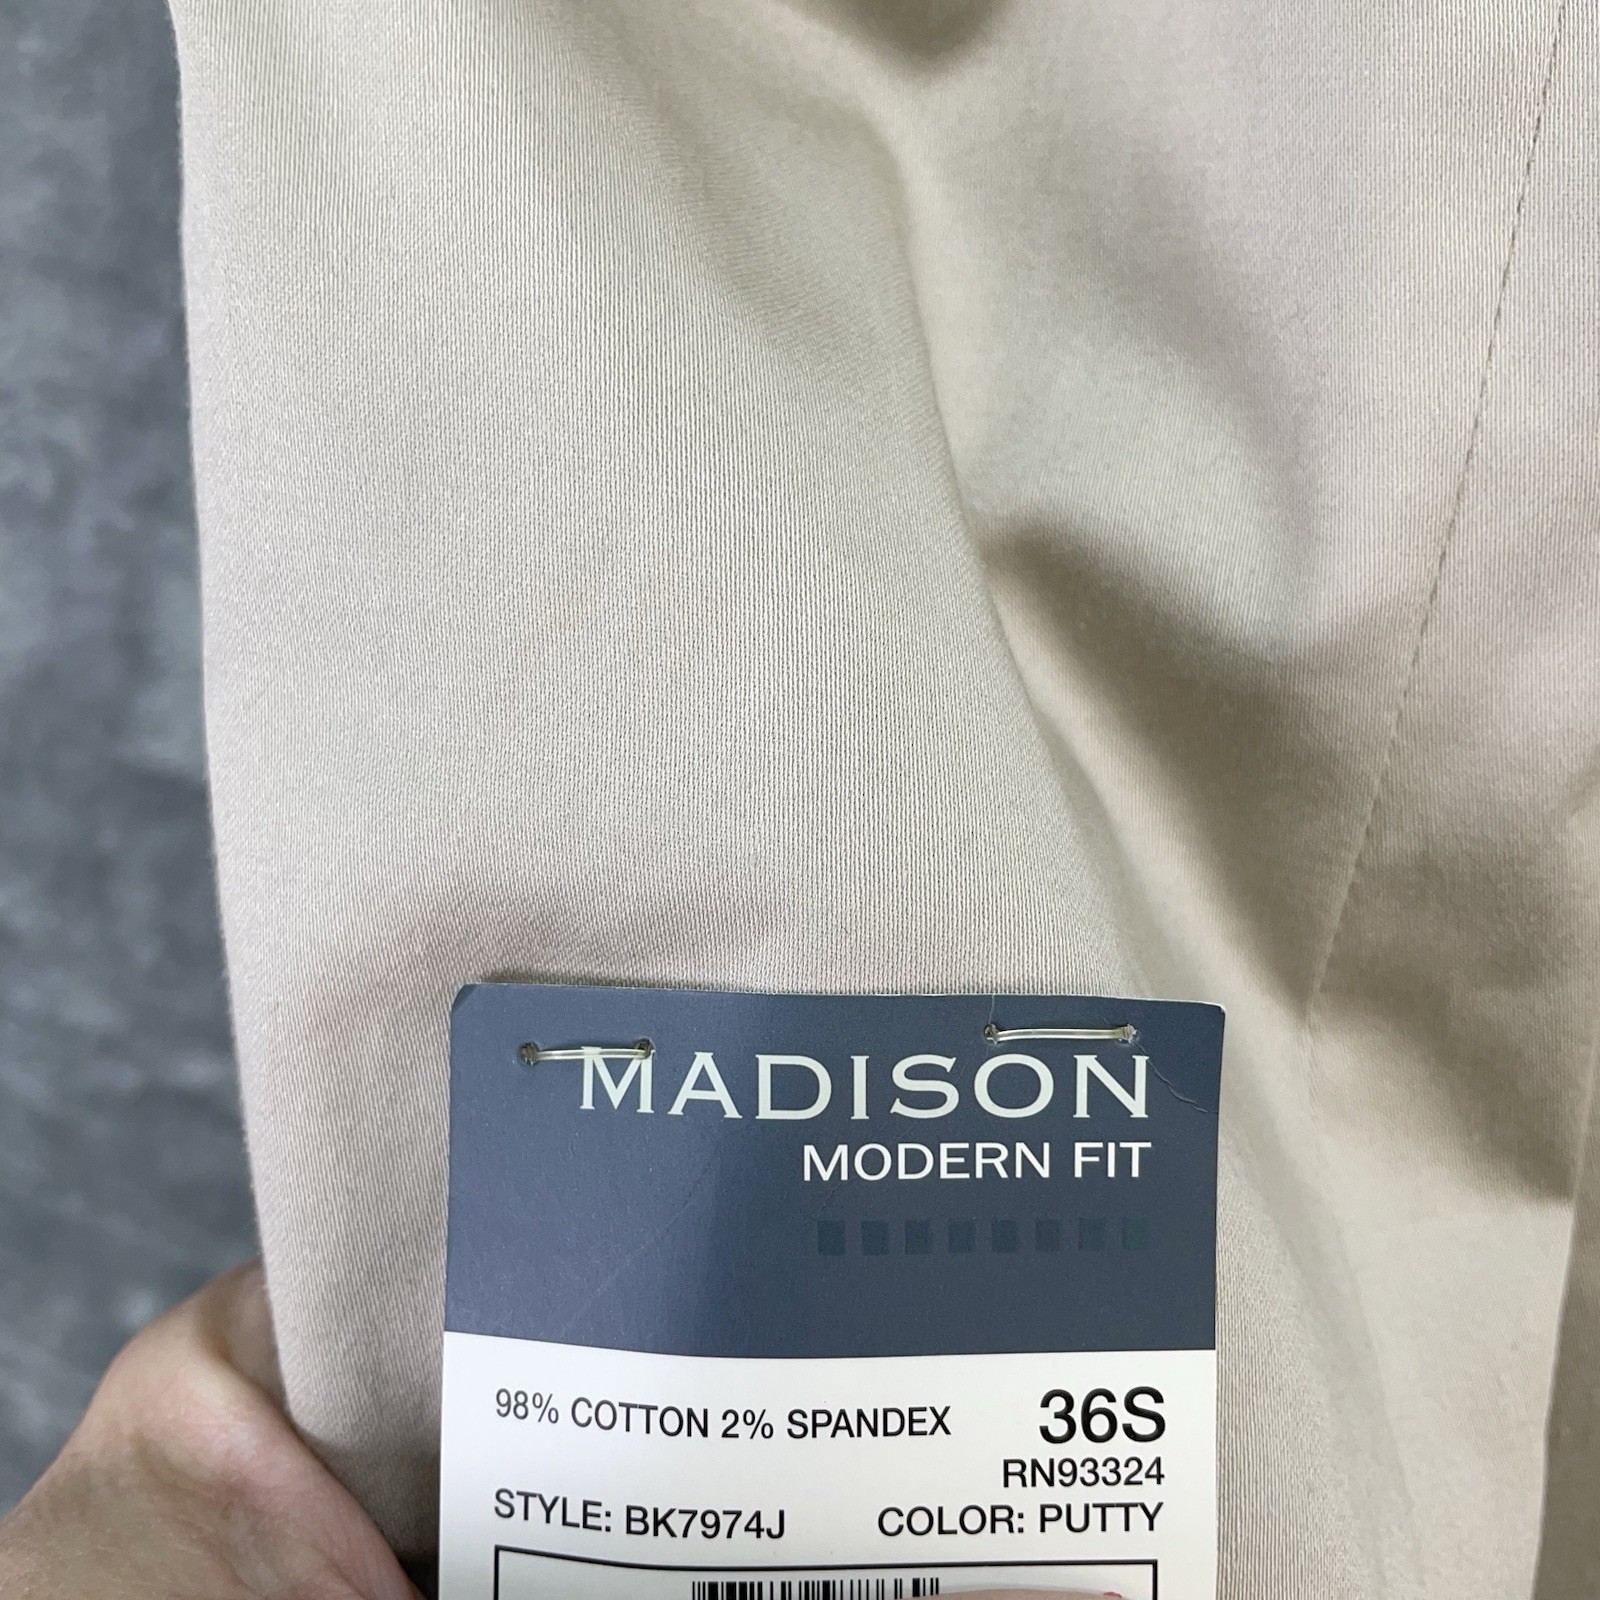 MADISON
MODERN FIT
98% COTTON 2% SPANDEX 36S
RN93324
STYLE: BK7974J COLOR: PUTTY